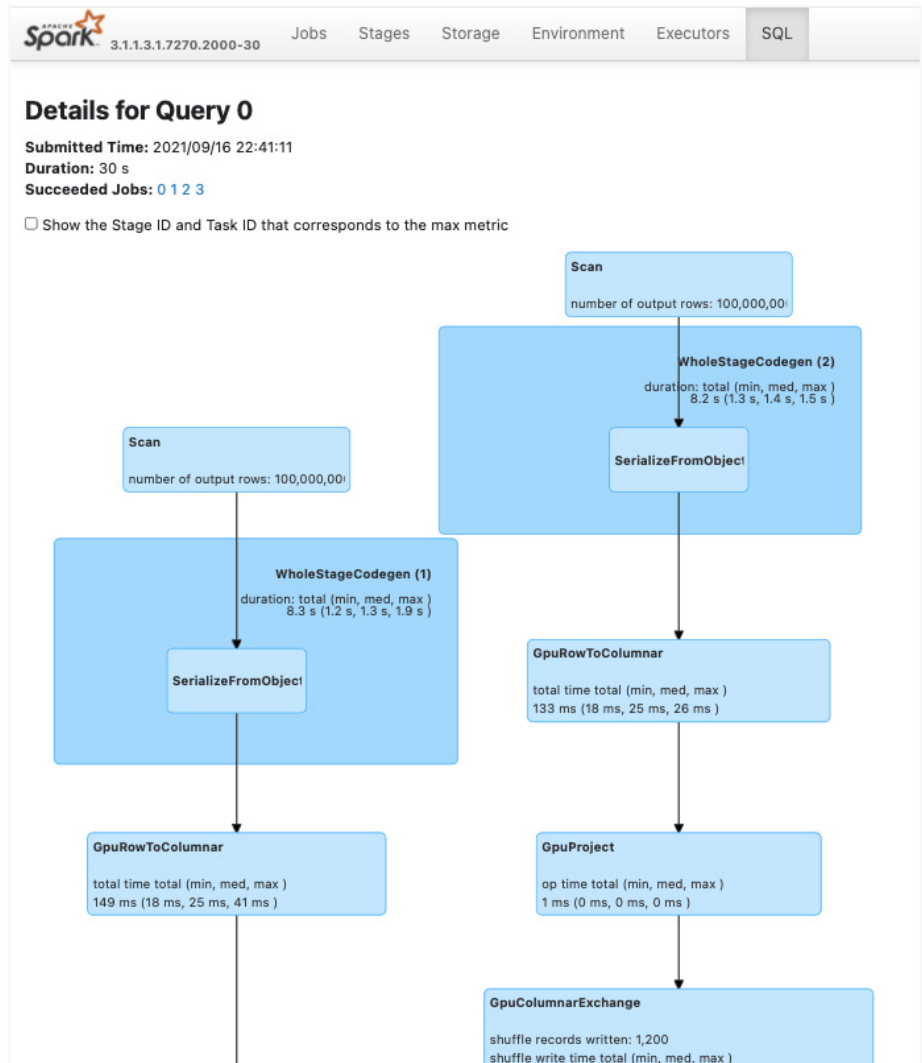 APACHE
Spark 3.1.1.3.1.7270.2000-30 Jobs Stages Storage Environment Executors SQL
Details for Query 0
Submitted Time: 2021/09/16 22:41:11
Duration: 30 s
Succeeded Jobs: 0 1 2 3
Show the Stage ID and Task ID that corresponds to the max metric
Scan
number of output rows: 100,000,00
WholeStageCodegen (2)
duration: total (min, med, max )
8.2 s (1.3 s, 1.4 s, 1.5 s )
SerializeFromObject
Scan
number of output rows: 100,000,00
WholeStageCodegen (1)
duration: total (min, med, max )
8.3 s (1.2 s, 1.3 s, 1.9 s )
SerializeFromObject
GpuRowToColumnar
total time total (min, med, max )
133 ms (18 ms, 25 ms, 26 ms )
GpuRowToColumnar
total time total (min, med, max )
149 ms (18 ms, 25 ms, 41 ms )
GpuProject
op time total (min, med, max )
1 ms (0 ms, 0 ms, 0 ms )
GpuColumnarExchange
shuffle records written: 1,200
shuffle write time total (min, med, max )